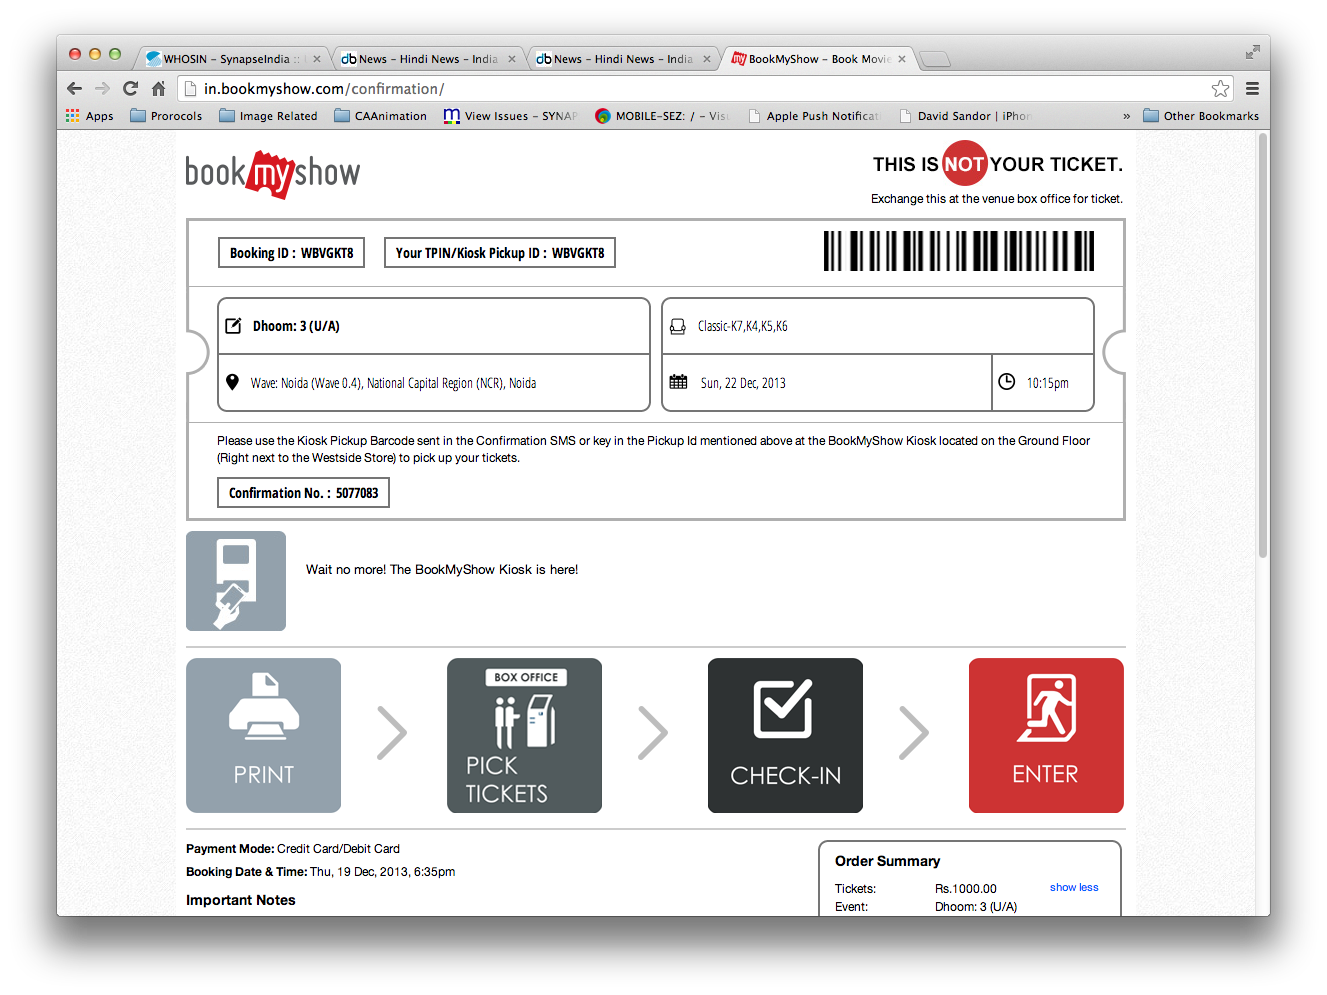 WHOSIN – SynapseIndia ::
News – Hindi News – India
News – Hindi News – India
BookMyShow – Book Movie
in.bookmyshow.com/confirmation/
Apps
Prorocols
Image Related
CAAnimation
View Issues – SYNAP
MOBILE-SEZ: / – Vis
Apple Push Notificat
David Sandor | iPhon
»
Other Bookmarks
bookmyshow
THIS IS NOT YOUR TICKET.
Exchange this at the venue box office for ticket.
Booking ID : WBVGKT8
Your TPIN/Kiosk Pickup ID : WBVGKT8
Dhoom: 3 (U/A)
Classic-K7,K4,K5,K6
Wave: Noida (Wave 0.4), National Capital Region (NCR), Noida
Sun, 22 Dec, 2013
10:15pm
Please use the Kiosk Pickup Barcode sent in the Confirmation SMS or key in the Pickup Id mentioned above at the BookMyShow Kiosk located on the Ground Floor
(Right next to the Westside Store) to pick up your tickets.
Confirmation No. : 5077083
Wait no more! The BookMyShow Kiosk is here!
PRINT
BOX OFFICE
PICK
TICKETS
CHECK-IN
ENTER
Payment Mode: Credit Card/Debit Card
Booking Date & Time: Thu, 19 Dec, 2013, 6:35pm
Important Notes
Order Summary
Tickets: Rs.1000.00 show less
Event: Dhoom: 3 (U/A)